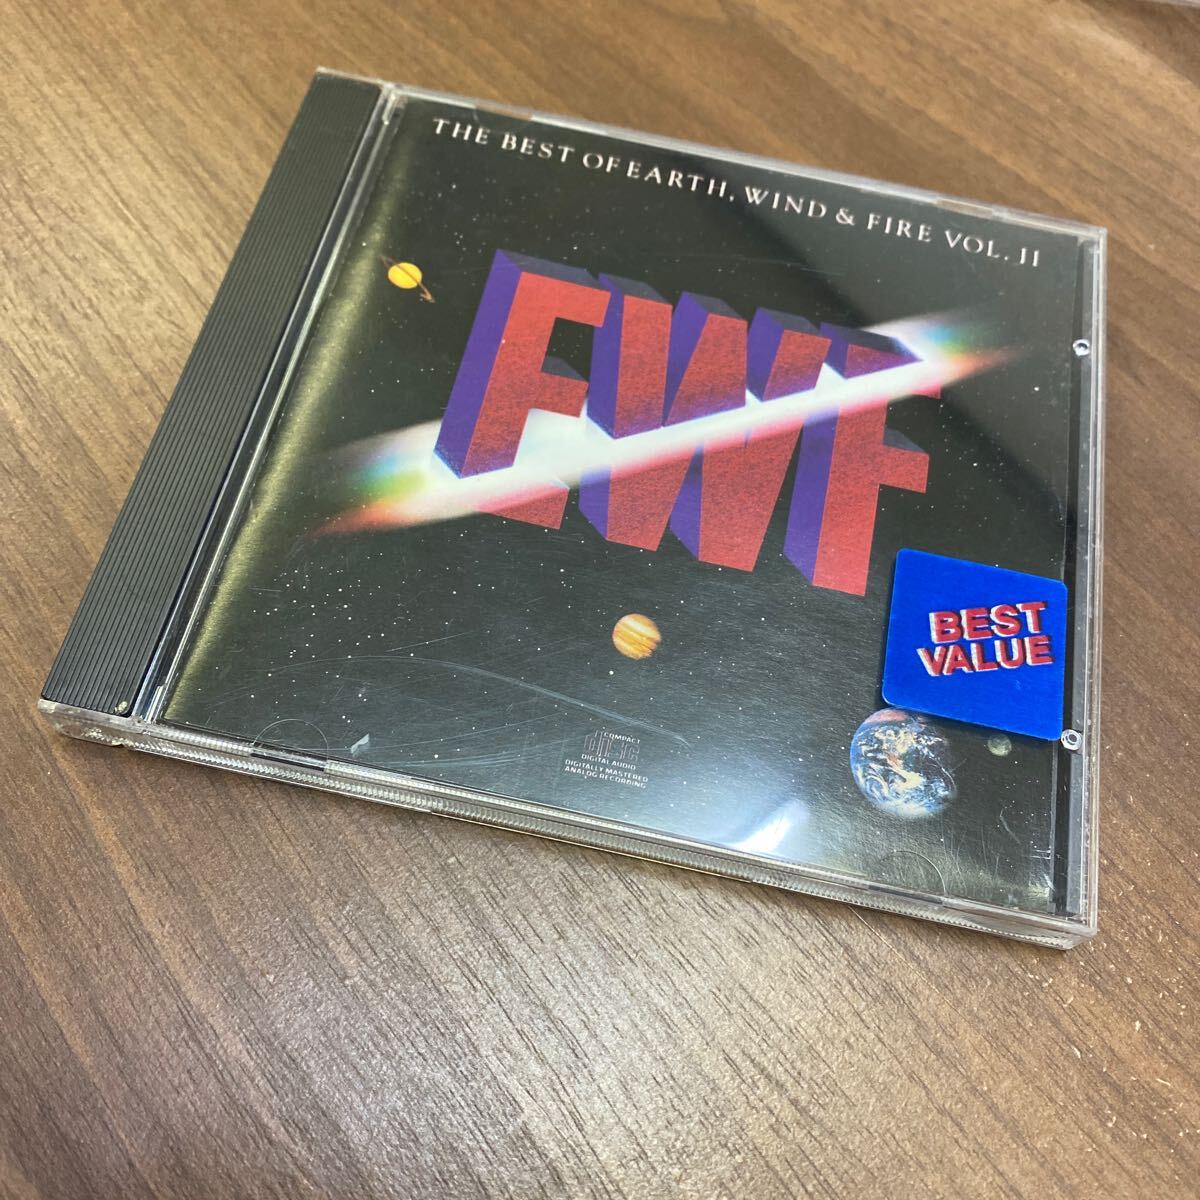 THE BEST OF EARTH, WIND & FIRE VOL. II
EWF
BEST
VALUE
COMPACT
disc
DIGITAL AUDIO
DIGITALLY MASTERED
ANALOG RECORDING